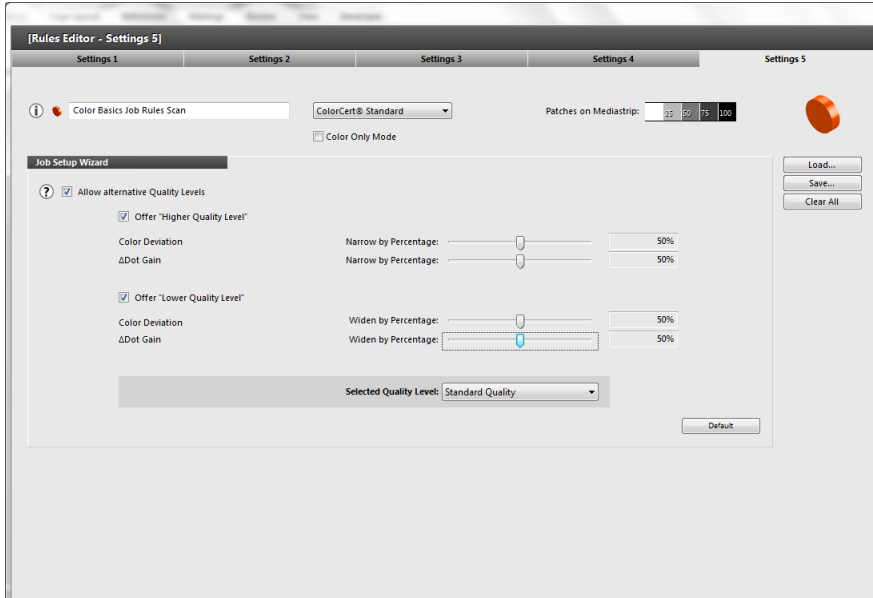 [Rules Editor - Settings 5]
Settings 1 Settings 2 Settings 3 Settings 4 Settings 5
Color Basics Job Rules Scan ColorCert® Standard Patches on Mediastrip: 25 50 75 100
Color Only Mode
Job Setup Wizard
Load...
? Allow alternative Quality Levels
Save...
Clear All
Offer "Higher Quality Level"
Color Deviation Narrow by Percentage: 50%
ΔDot Gain Narrow by Percentage: 50%
Offer "Lower Quality Level"
Color Deviation Widen by Percentage: 50%
ΔDot Gain Widen by Percentage: 50%
Selected Quality Level: Standard Quality
Default